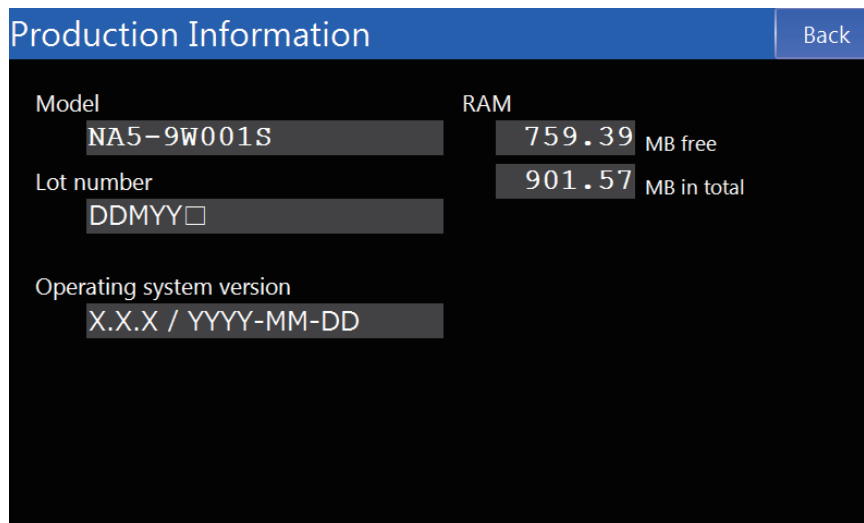 Production Information
Back
Model
NA5-9W001S
Lot number
DDMYY□
Operating system version
X.X.X / YYYY-MM-DD
RAM
759.39 MB free
901.57 MB in total